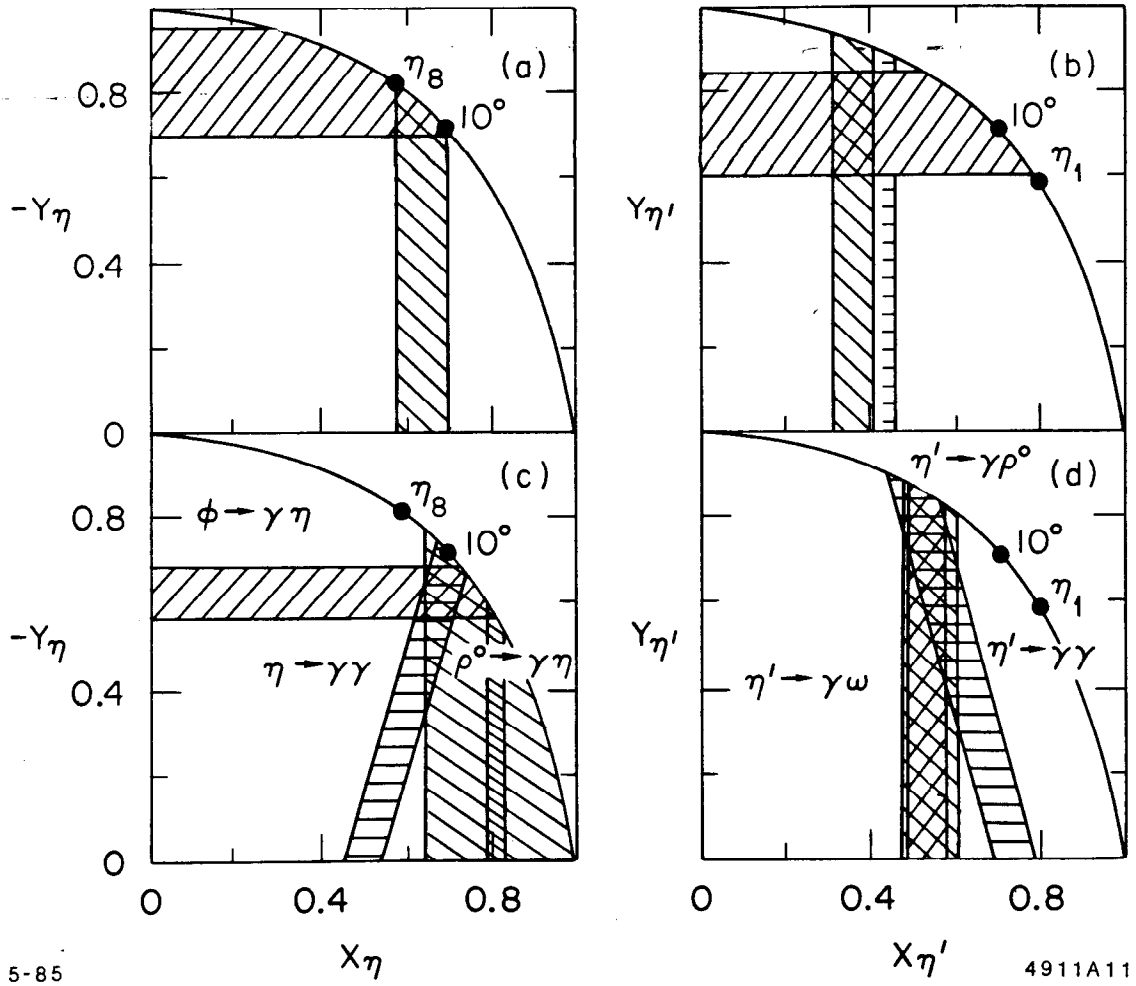 (a)
η8
10°
0.8
-Yη
0.4
0
(b)
10°
η1
Yη'
(c)
η8
10°
ϕ → γη
0.8
-Yη
η → γγ
ρ° → γη
0.4
0
0
0.4
0.8
Xη
(d)
η' → γρ°
10°
η1
Yη'
η' → γγ
η' → γω
0
0.4
0.8
Xη'
5-85
4911A11